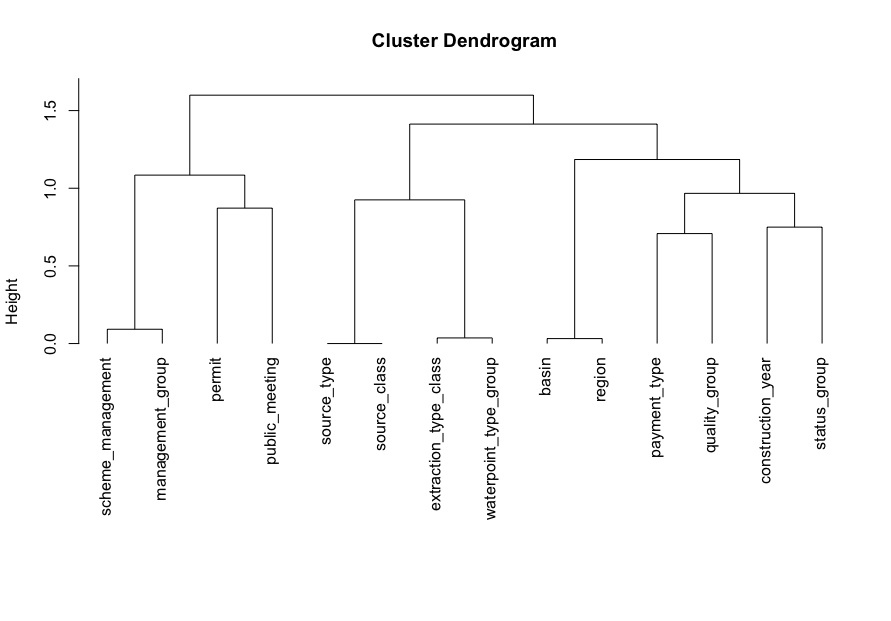 Cluster Dendrogram
Height
1.5
1.0
0.5
0.0
scheme_management
management_group
permit
public_meeting
source_type
source_class
extraction_type_class
waterpoint_type_group
basin
region
payment_type
quality_group
construction_year
status_group